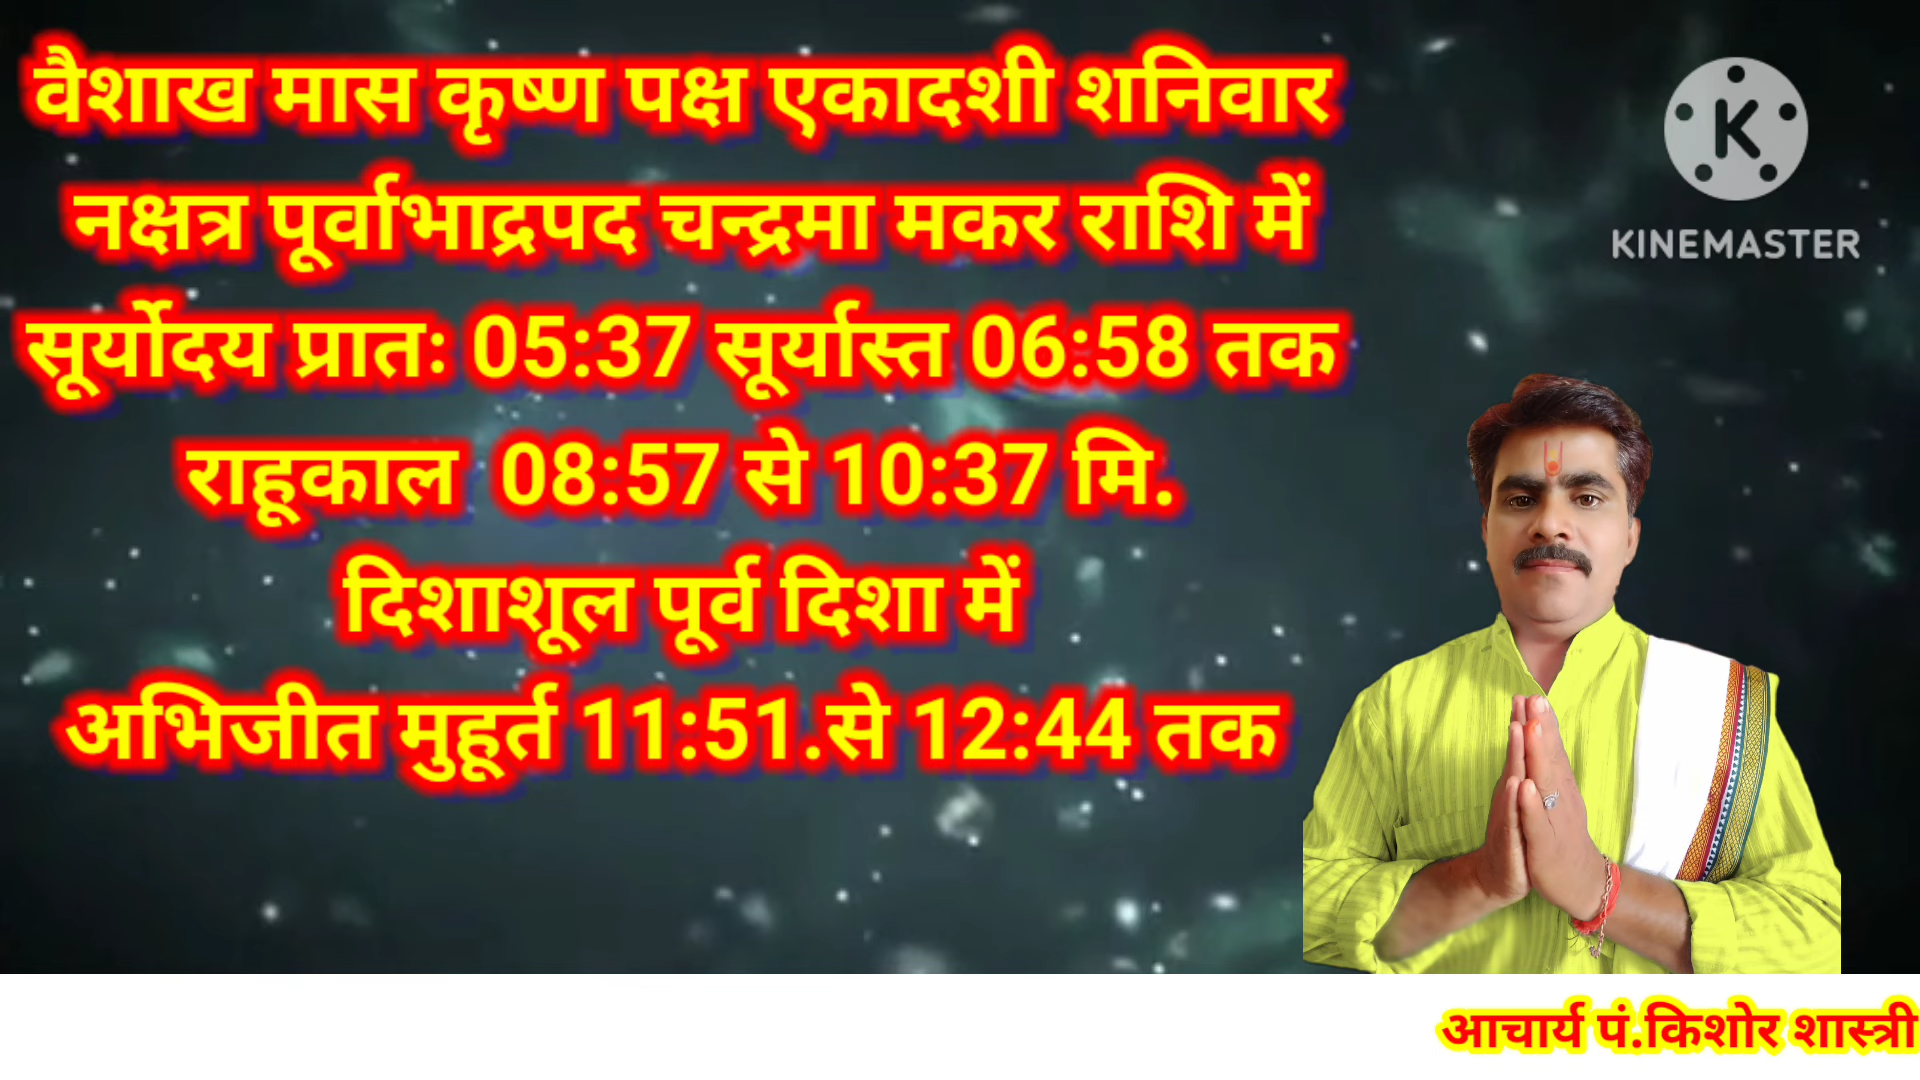 वैशाख मास कृष्ण पक्ष एकादशी शनिवार
नक्षत्र पूर्वाभाद्रपद चन्द्रमा मकर राशि में
सूर्योदय प्रातः 05:37 सूर्यास्त 06:58 तक
राहूकाल 08:57 से 10:37 मि.
दिशाशूल पूर्व दिशा में
अभिजीत मुहूर्त 11:51.से 12:44 तक
K
KINEMASTER
आचार्य पं.किशोर शास्त्री